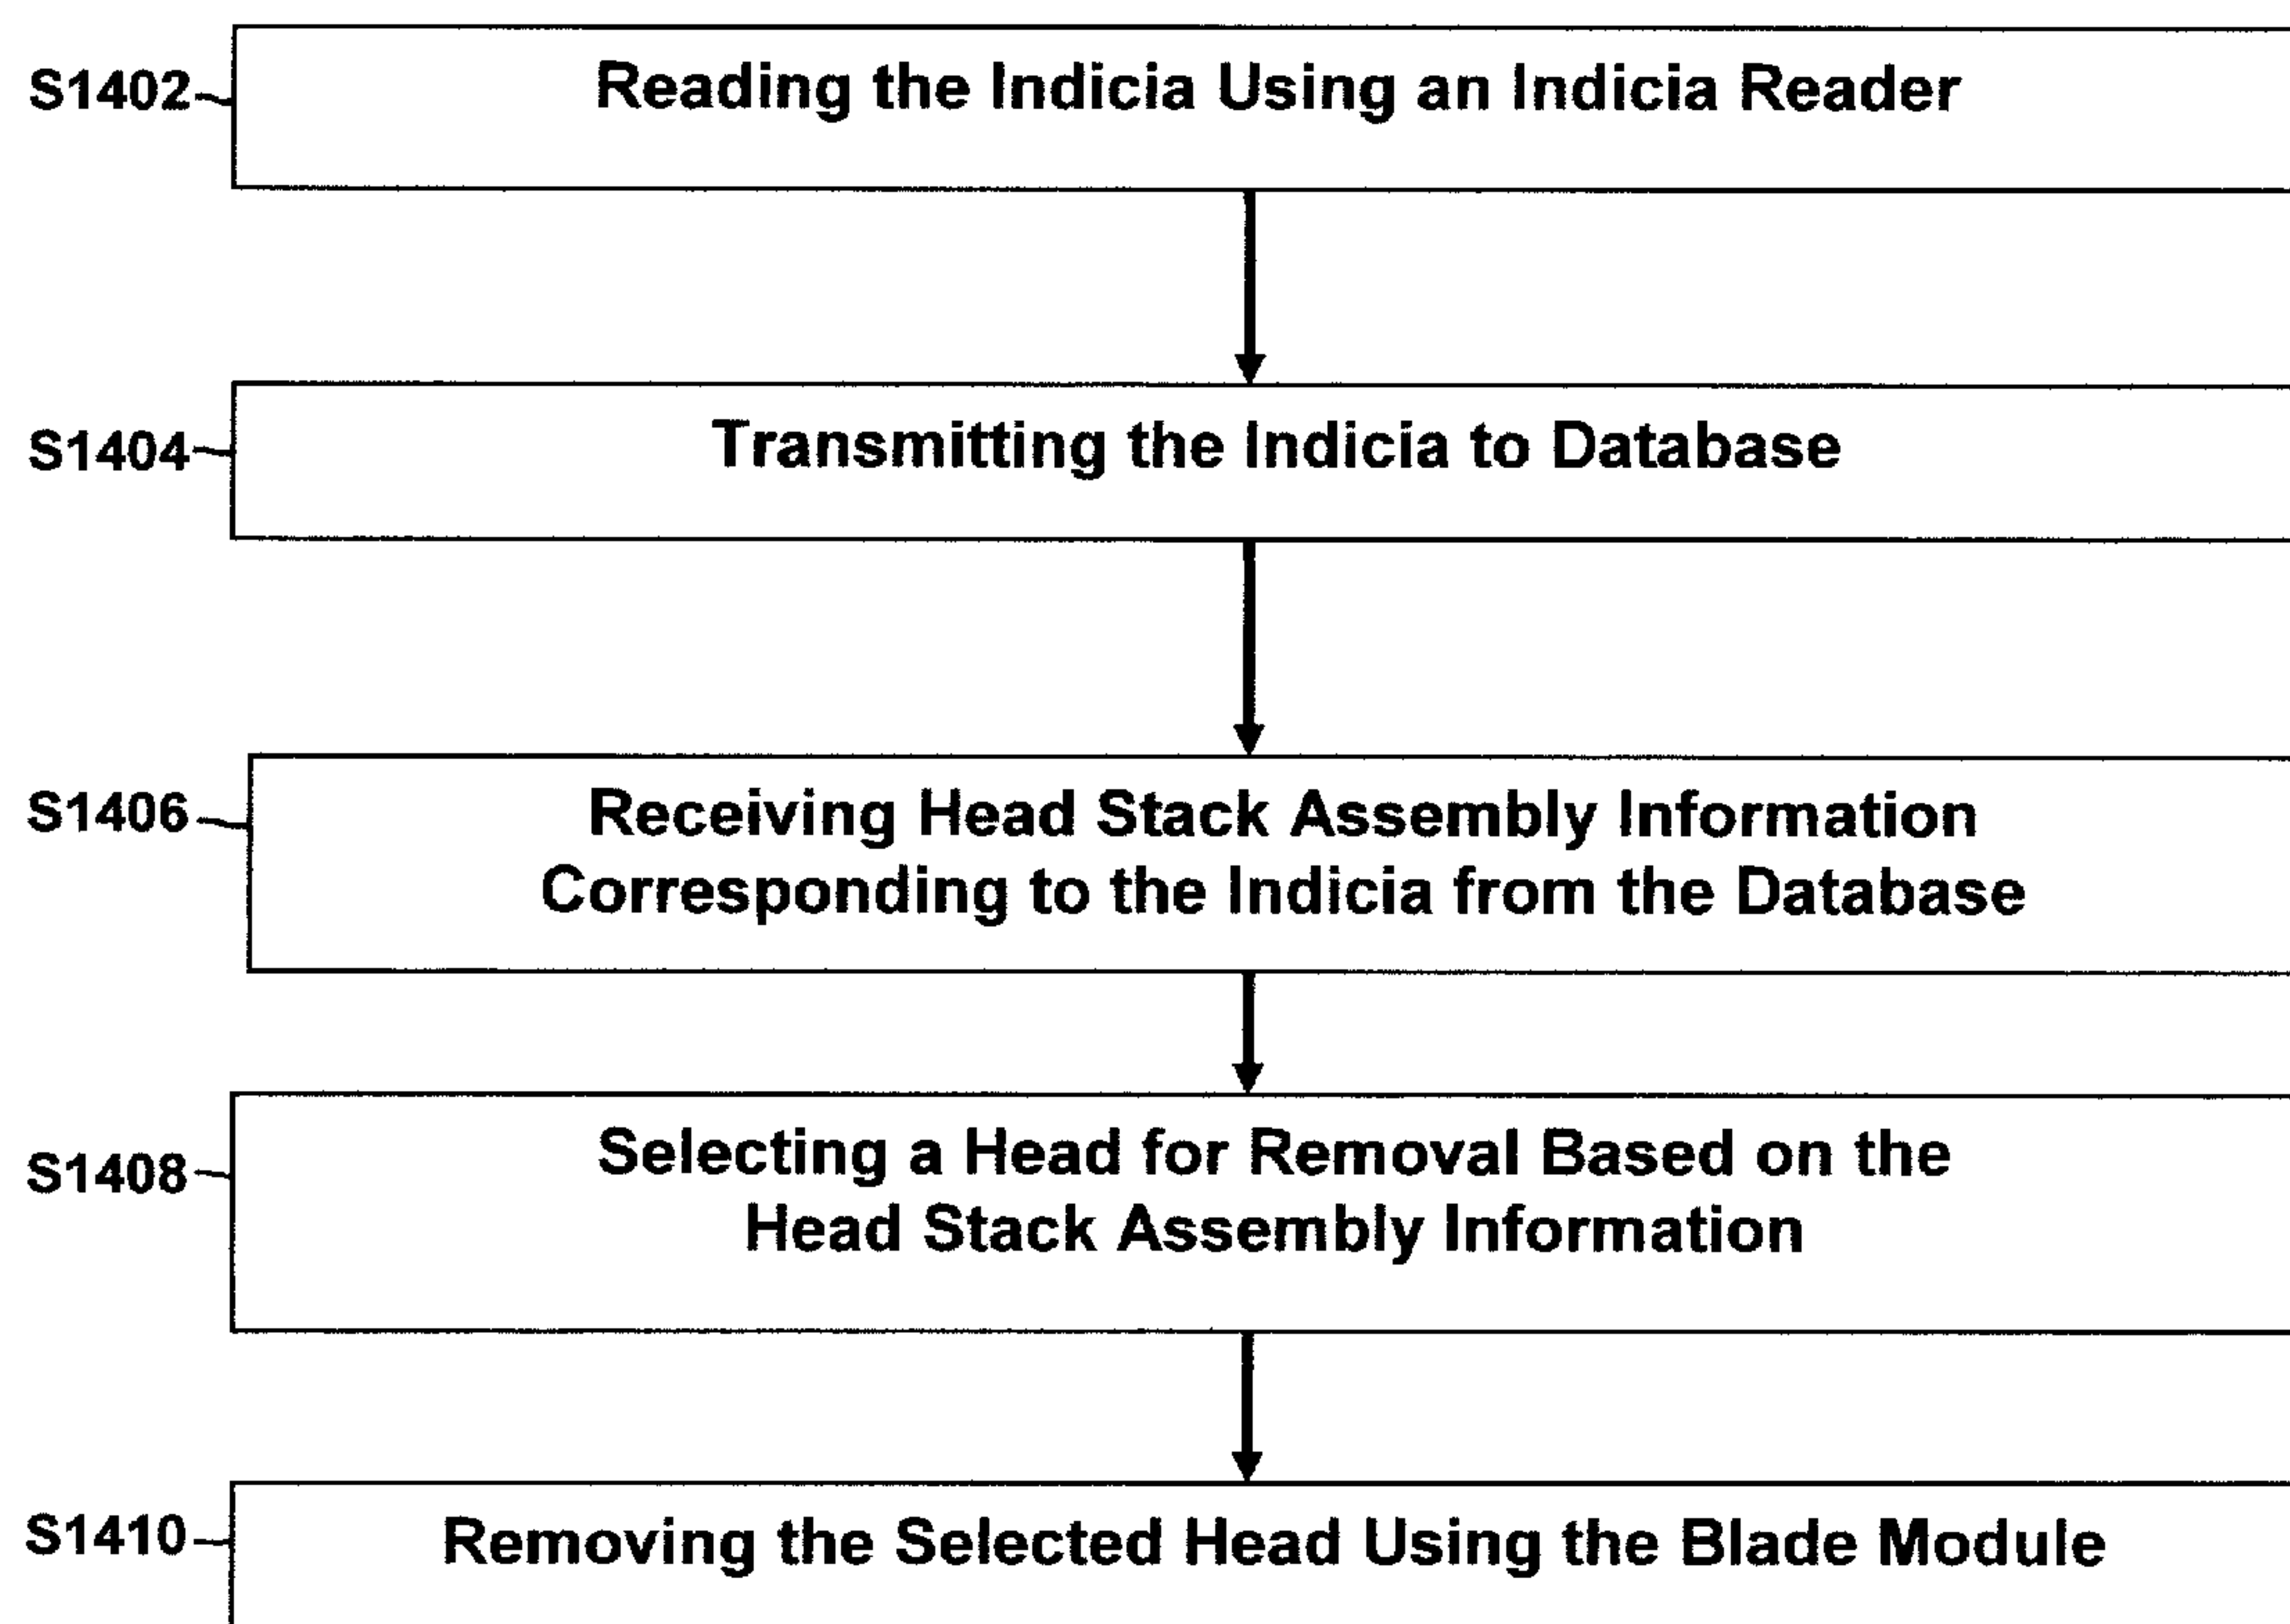 S1402
Reading the Indicia Using an Indicia Reader
S1404
Transmitting the Indicia to Database
S1406
Receiving Head Stack Assembly Information
Corresponding to the Indicia from the Database
S1408
Selecting a Head for Removal Based on the
Head Stack Assembly Information
S1410
Removing the Selected Head Using the Blade Module